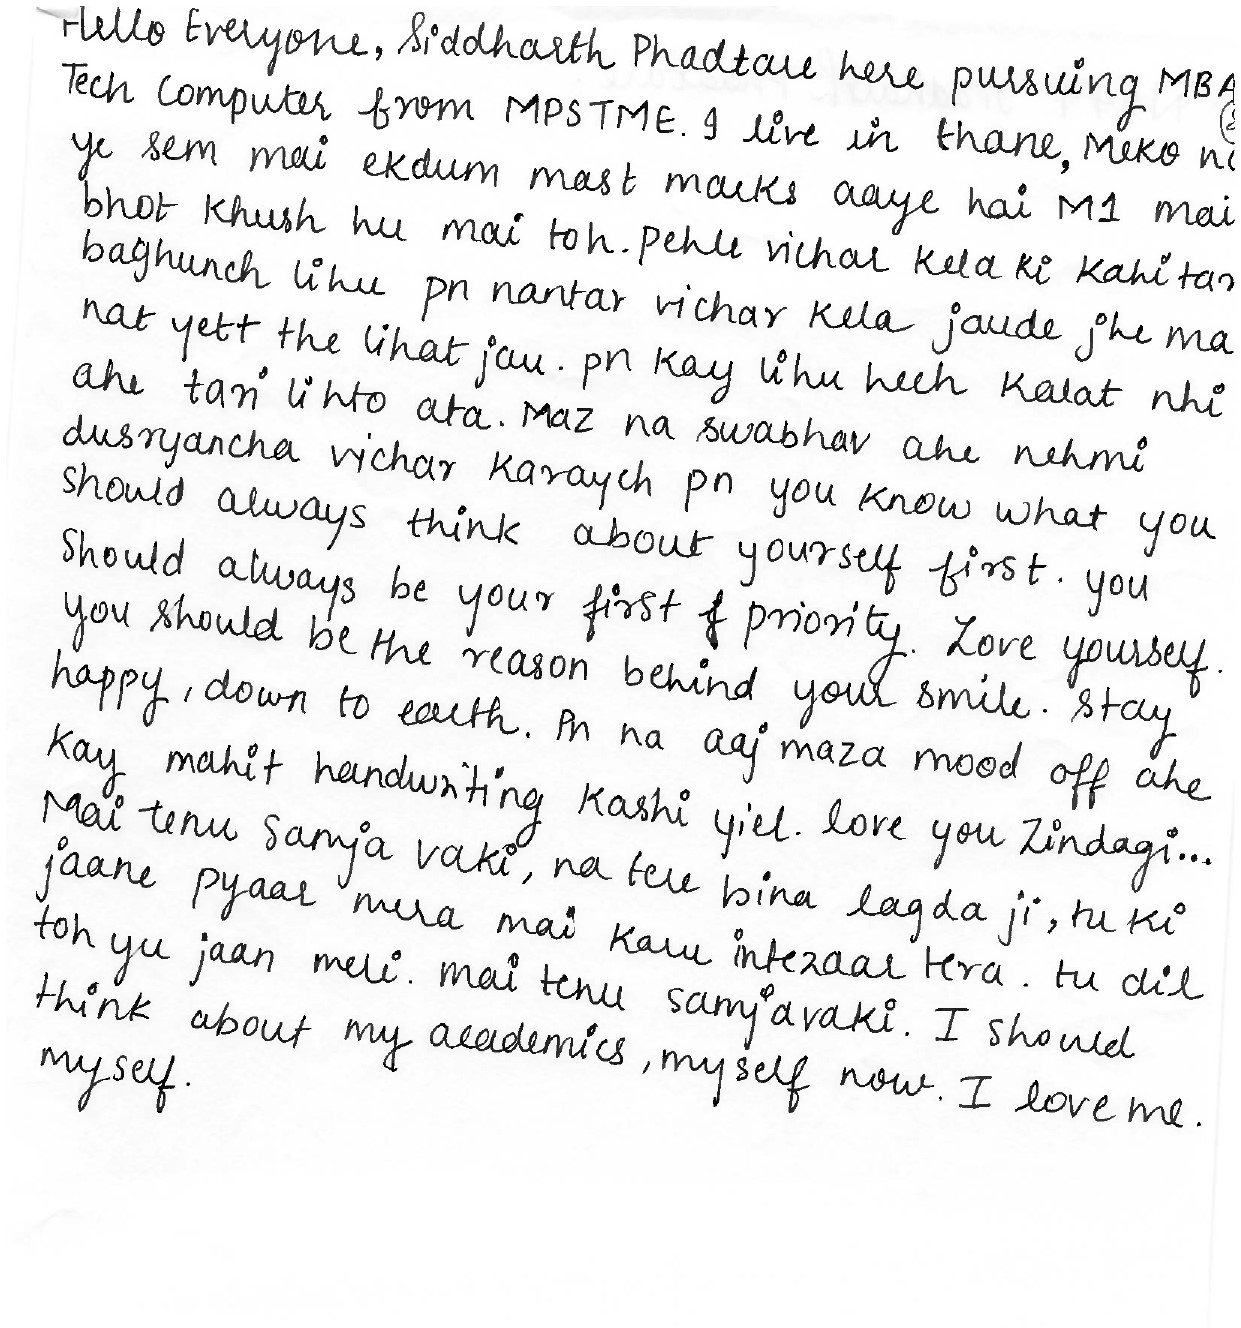 Hello Everyone, Siddharth Phadtare here pursuing MBA
Tech Computer from MPSTME. I live in thane, Meko
ye sem mai ekdum mast marks aaye hai M1 mai
bhot khush hu mai toh. pehle vichar kela ki kahitar
baghunch lihu pn nantar vichar kela jaude jhe ma
nat yett the lihat jau. pn kay lihu heeh kalat nhi
ahe tari lihto ata. Maz na swabhav ahe nehmi
dusryancha vichar karaych pn you know what you
should always think about yourself first. you
should always be your first priority. Love yourself.
you should be the reason behind your smile. stay
happy, down to earth. Pn na aaj maza mood off ahe
kay mahit handwriting kashi yiel. love you Zindagi...
Mai tenu samja vaki, na tere bina lagda ji, tu ki
jaane pyaar mera mai karu intezaar tera. tu dil
toh yu jaan meri. mai tenu samjavaki. I should
think about my academics, myself now. I love me.
myself.